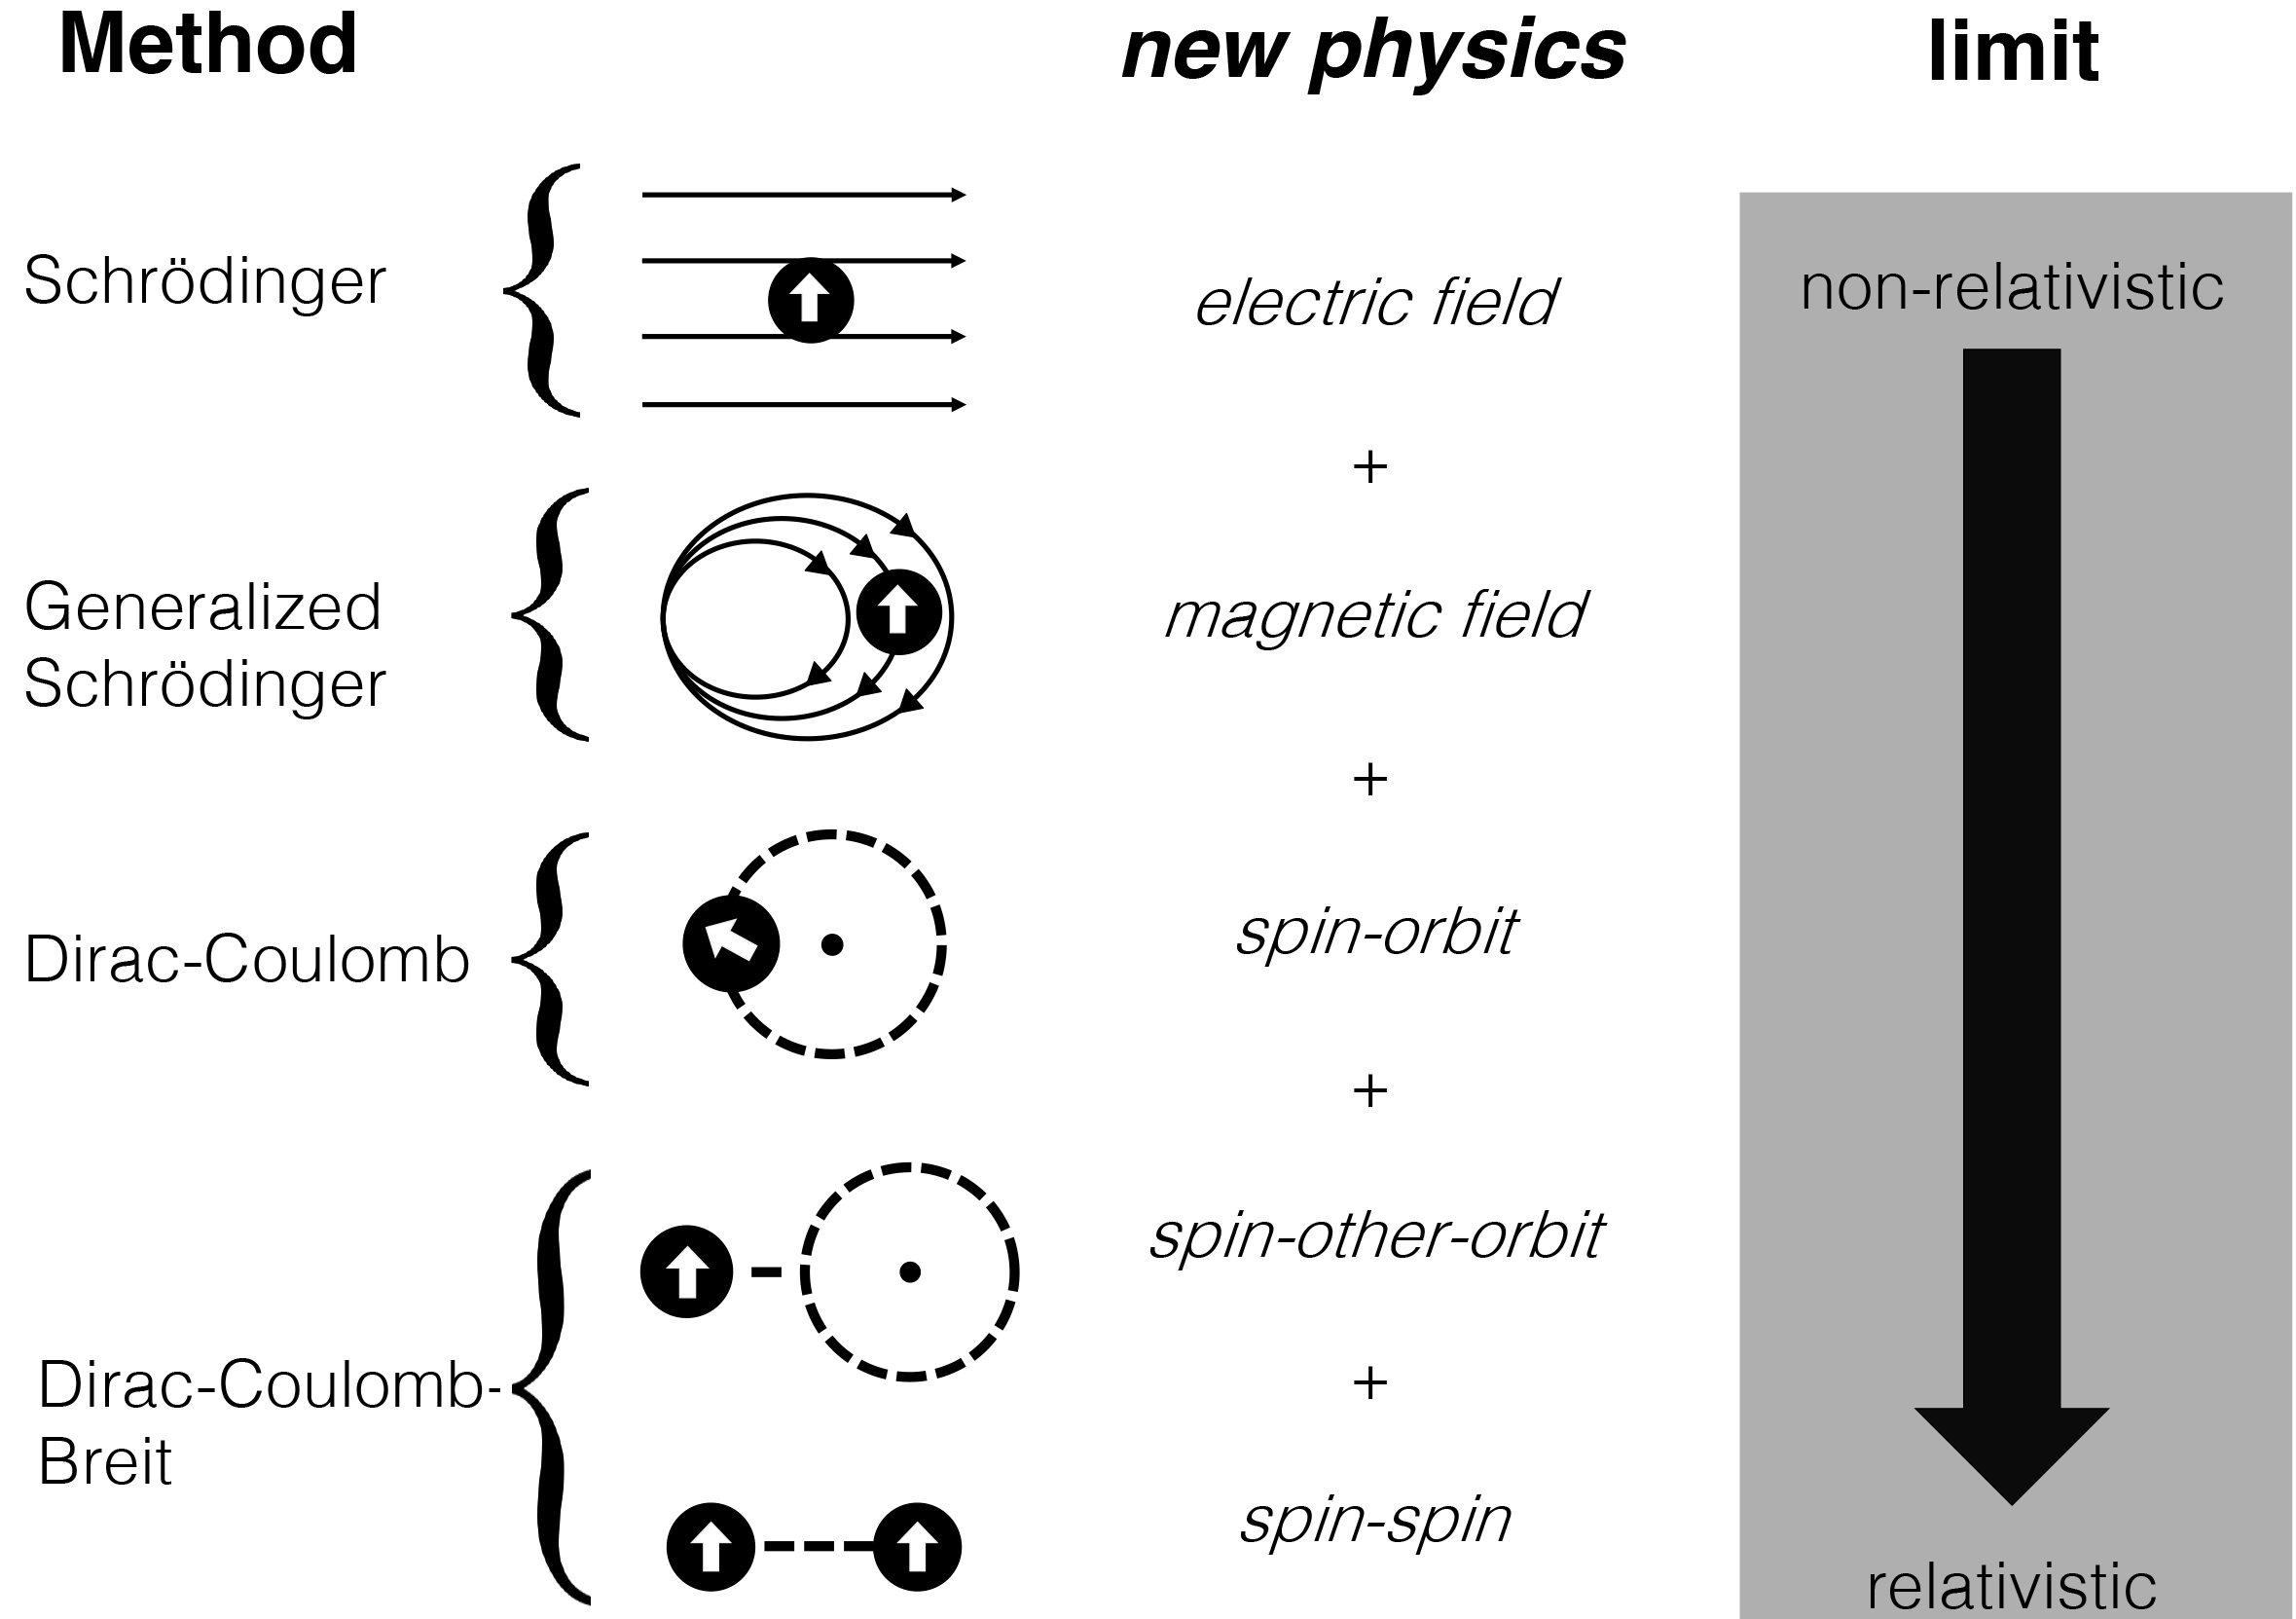 Method new physics limit
Schrödinger electric field non-relativistic
+
Generalized
Schrödinger
magnetic field
+
Dirac-Coulomb spin-orbit
+
spin-other-orbit
Dirac-Coulomb-
Breit
+
spin-spin
relativistic